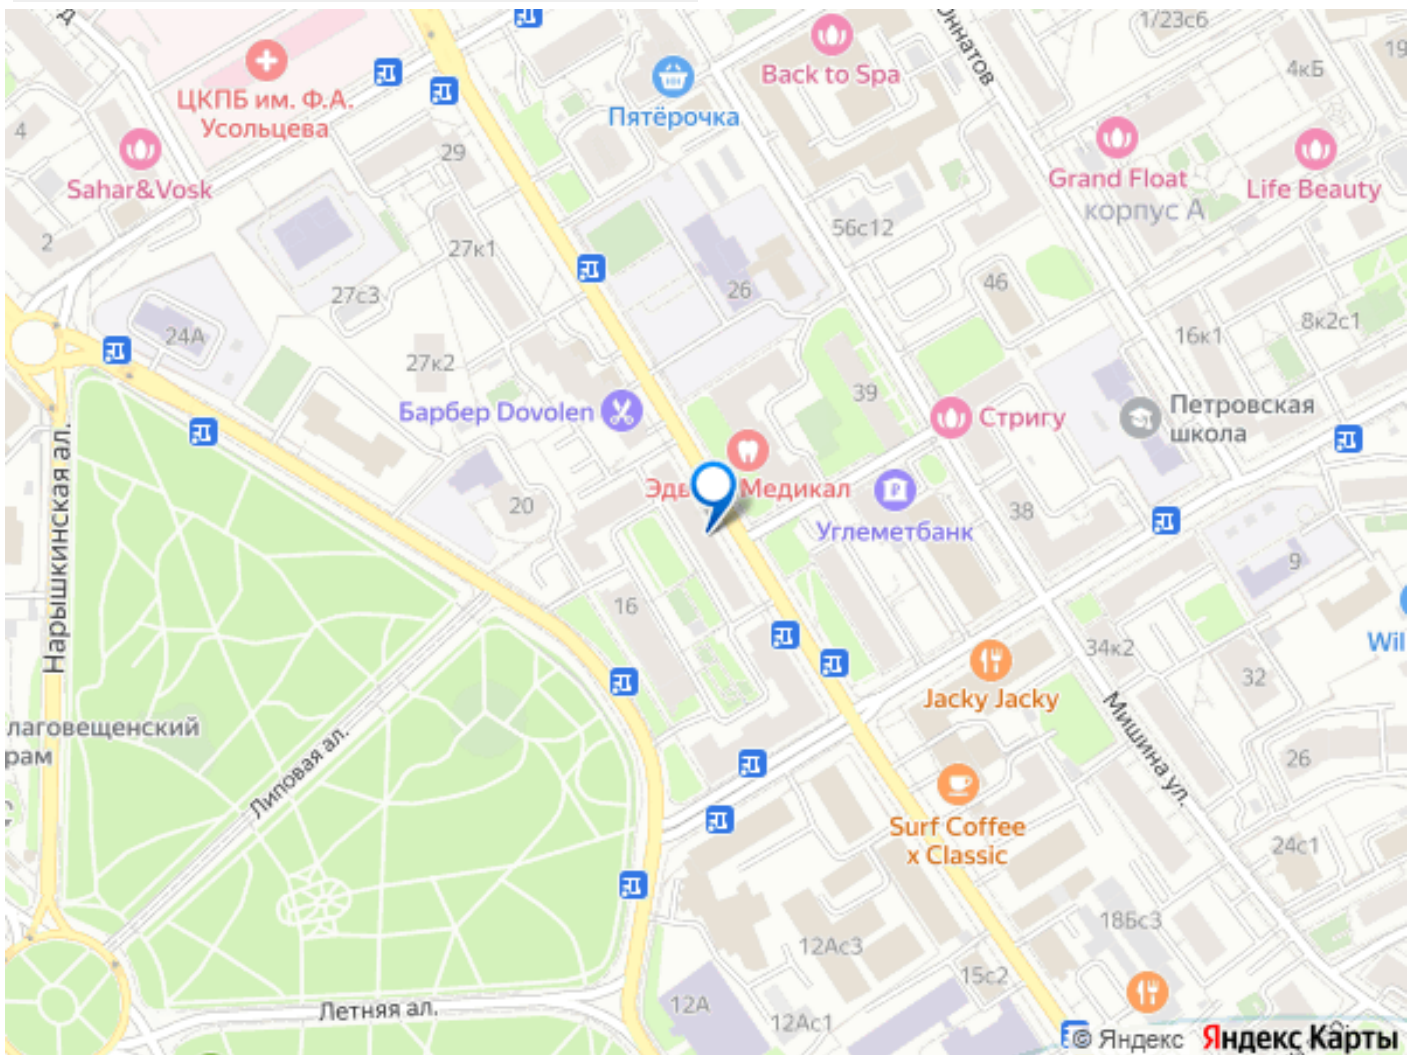 1/23с6
Back to Spa
ЦКПБ им. Ф.А.
Усольцева
Пятёрочка
4кБ
19
4
29
Sahar&Vosk
Grand Float
корпус А
Life Beauty
2
27к1
56с12
27с3
26
46
24А
16к1
8к2с1
27к2
39
Барбер Dovolen
Стригу
Петровская
школа
Нарышкинская ал.
Медикал
20
38
Углеметбанк
9
16
34к2
Wil
32
Jacky Jacky
лаговещенский
рам
Липовая ал.
Мишина ул.
26
Surf Coffee
x Classic
24с1
18Бс3
12Ас3
15с2
Летняя ал.
12А
12Ас1
© Яндекс Яндекс Карты